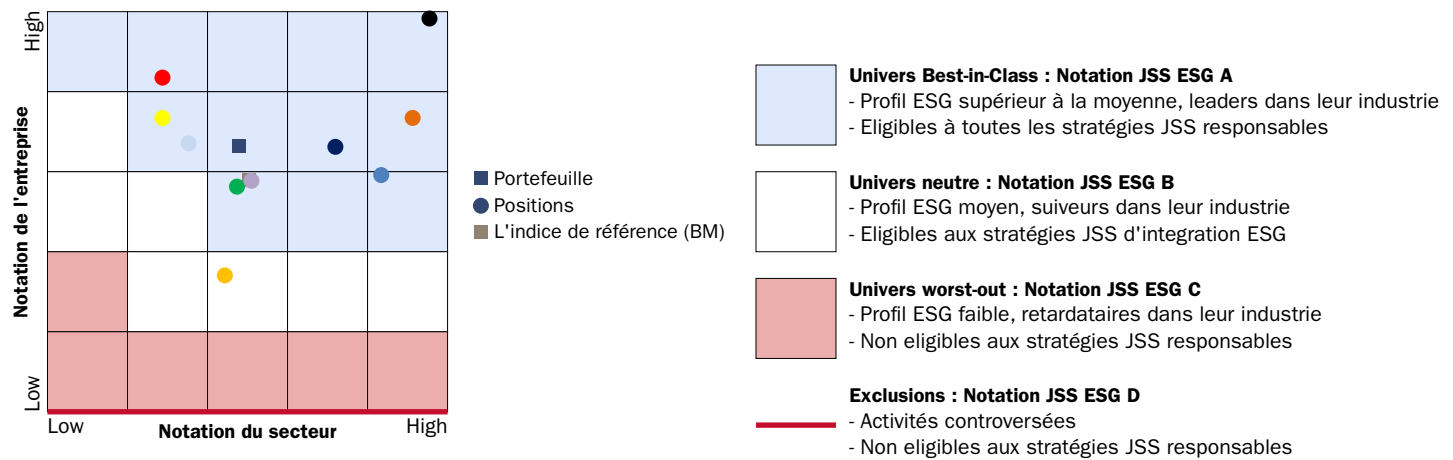 High
Notation de l'entreprise
Low
Low
Notation du secteur
High
Portefeuille
Positions
L'indice de référence (BM)
Univers Best-in-Class : Notation JSS ESG A
- Profil ESG supérieur à la moyenne, leaders dans leur industrie
- Eligibles à toutes les stratégies JSS responsables
Univers neutre : Notation JSS ESG B
- Profil ESG moyen, suiveurs dans leur industrie
- Eligibles aux stratégies JSS d'integration ESG
Univers worst-out : Notation JSS ESG C
- Profil ESG faible, retardataires dans leur industrie
- Non eligibles aux stratégies JSS responsables
Exclusions : Notation JSS ESG D
- Activités controversées
- Non eligibles aux stratégies JSS responsables